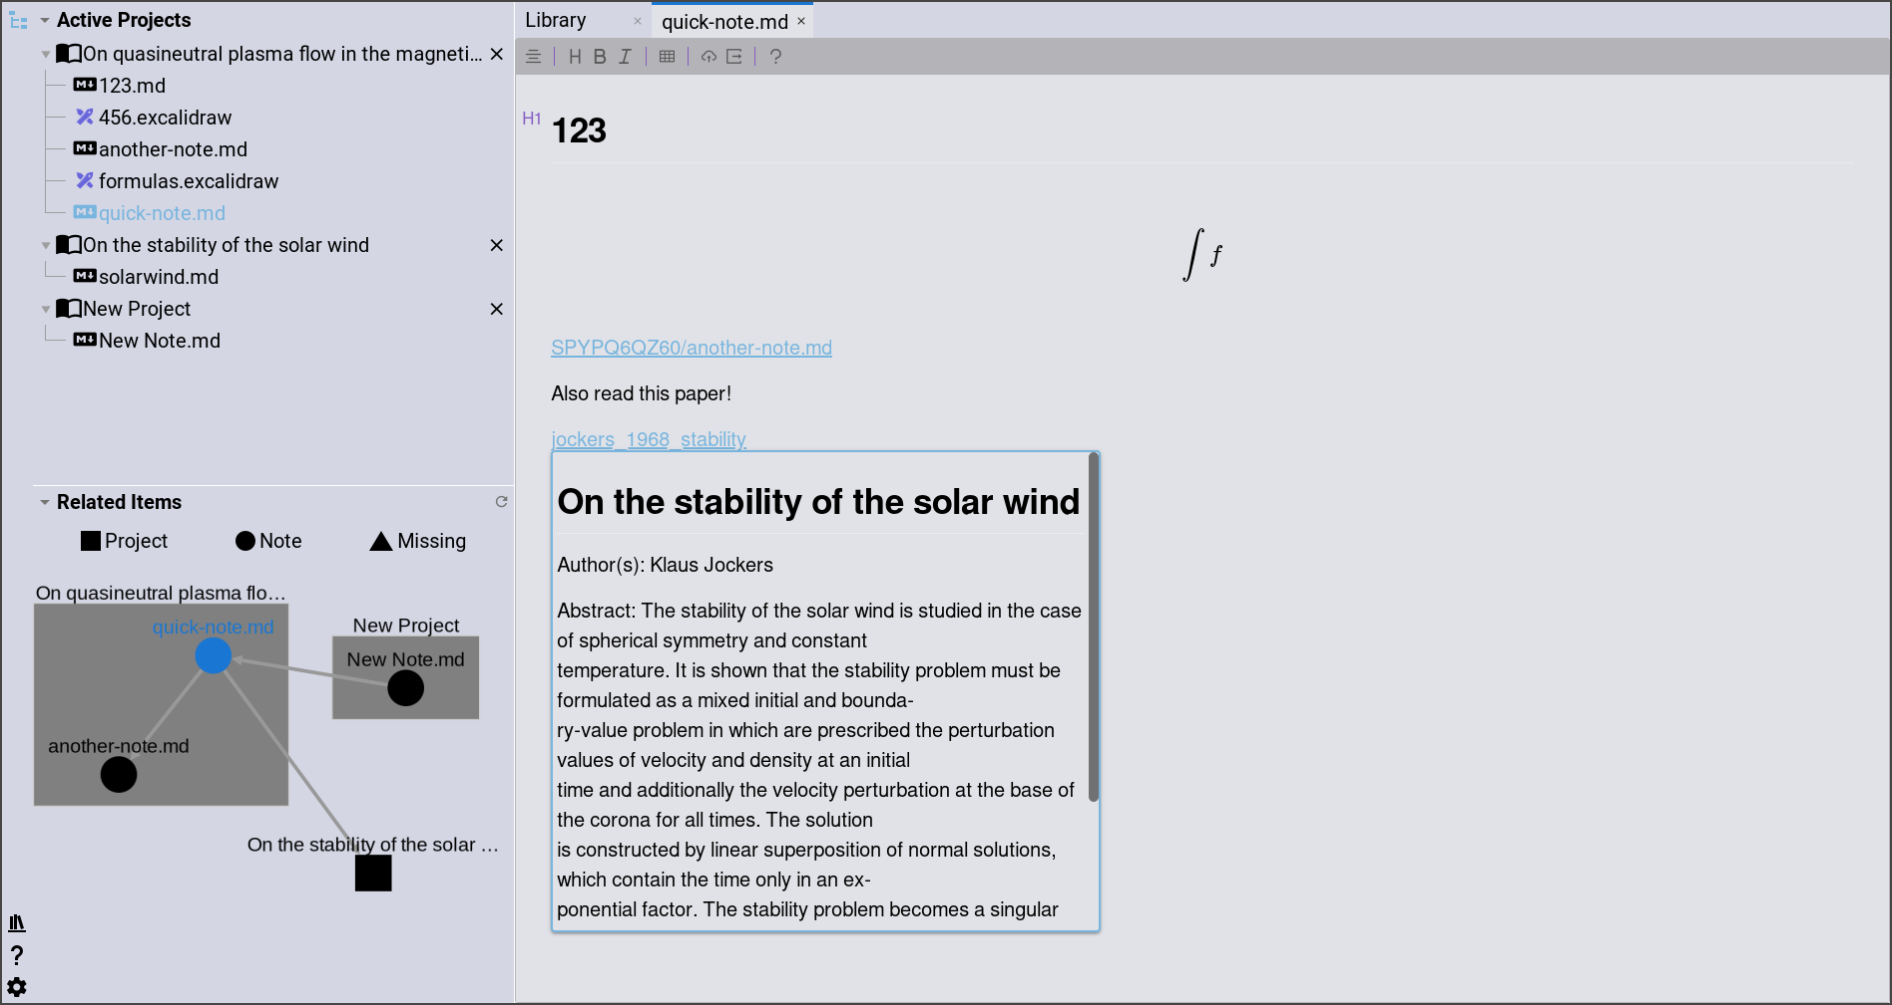 Active Projects
On quasineutral plasma flow in the magneti...
123.md
456.excalidraw
another-note.md
formulas.excalidraw
quick-note.md
On the stability of the solar wind
solarwind.md
New Project
New Note.md
Related Items
Project Note Missing
On quasineutral plasma flo...
quick-note.md
New Project
New Note.md
another-note.md
On the stability of the solar ...
Library × quick-note.md ×
H B I ?
H1 123
∫ f
SPYPQ6QZ60/another-note.md
Also read this paper!
jockers_1968_stability
On the stability of the solar wind
Author(s): Klaus Jockers
Abstract: The stability of the solar wind is studied in the case
of spherical symmetry and constant
temperature. It is shown that the stability problem must be
formulated as a mixed initial and bounda-
ry-value problem in which are prescribed the perturbation
values of velocity and density at an initial
time and additionally the velocity perturbation at the base of
the corona for all times. The solution
is constructed by linear superposition of normal solutions,
which contain the time only in an ex-
ponential factor. The stability problem becomes a singular